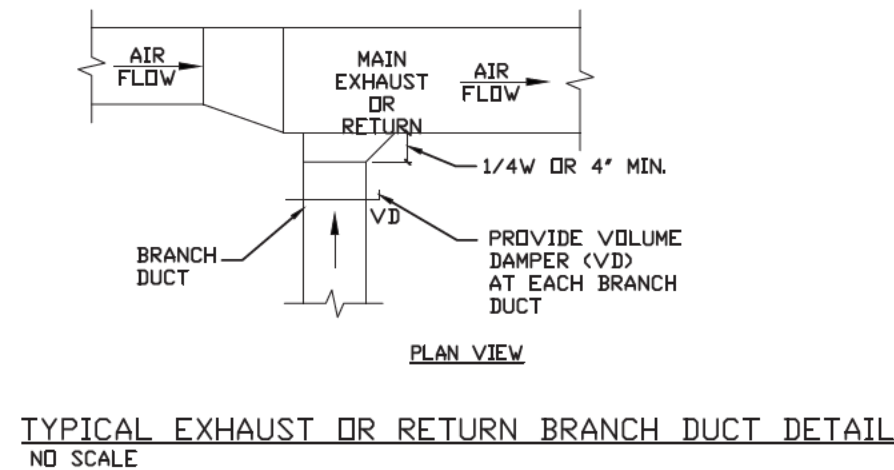 AIR
FLOW
MAIN
EXHAUST
OR
RETURN
AIR
FLOW
1/4W OR 4" MIN.
VD
BRANCH
DUCT
PROVIDE VOLUME
DAMPER (VD)
AT EACH BRANCH
DUCT
PLAN VIEW
TYPICAL EXHAUST OR RETURN BRANCH DUCT DETAIL
NO SCALE